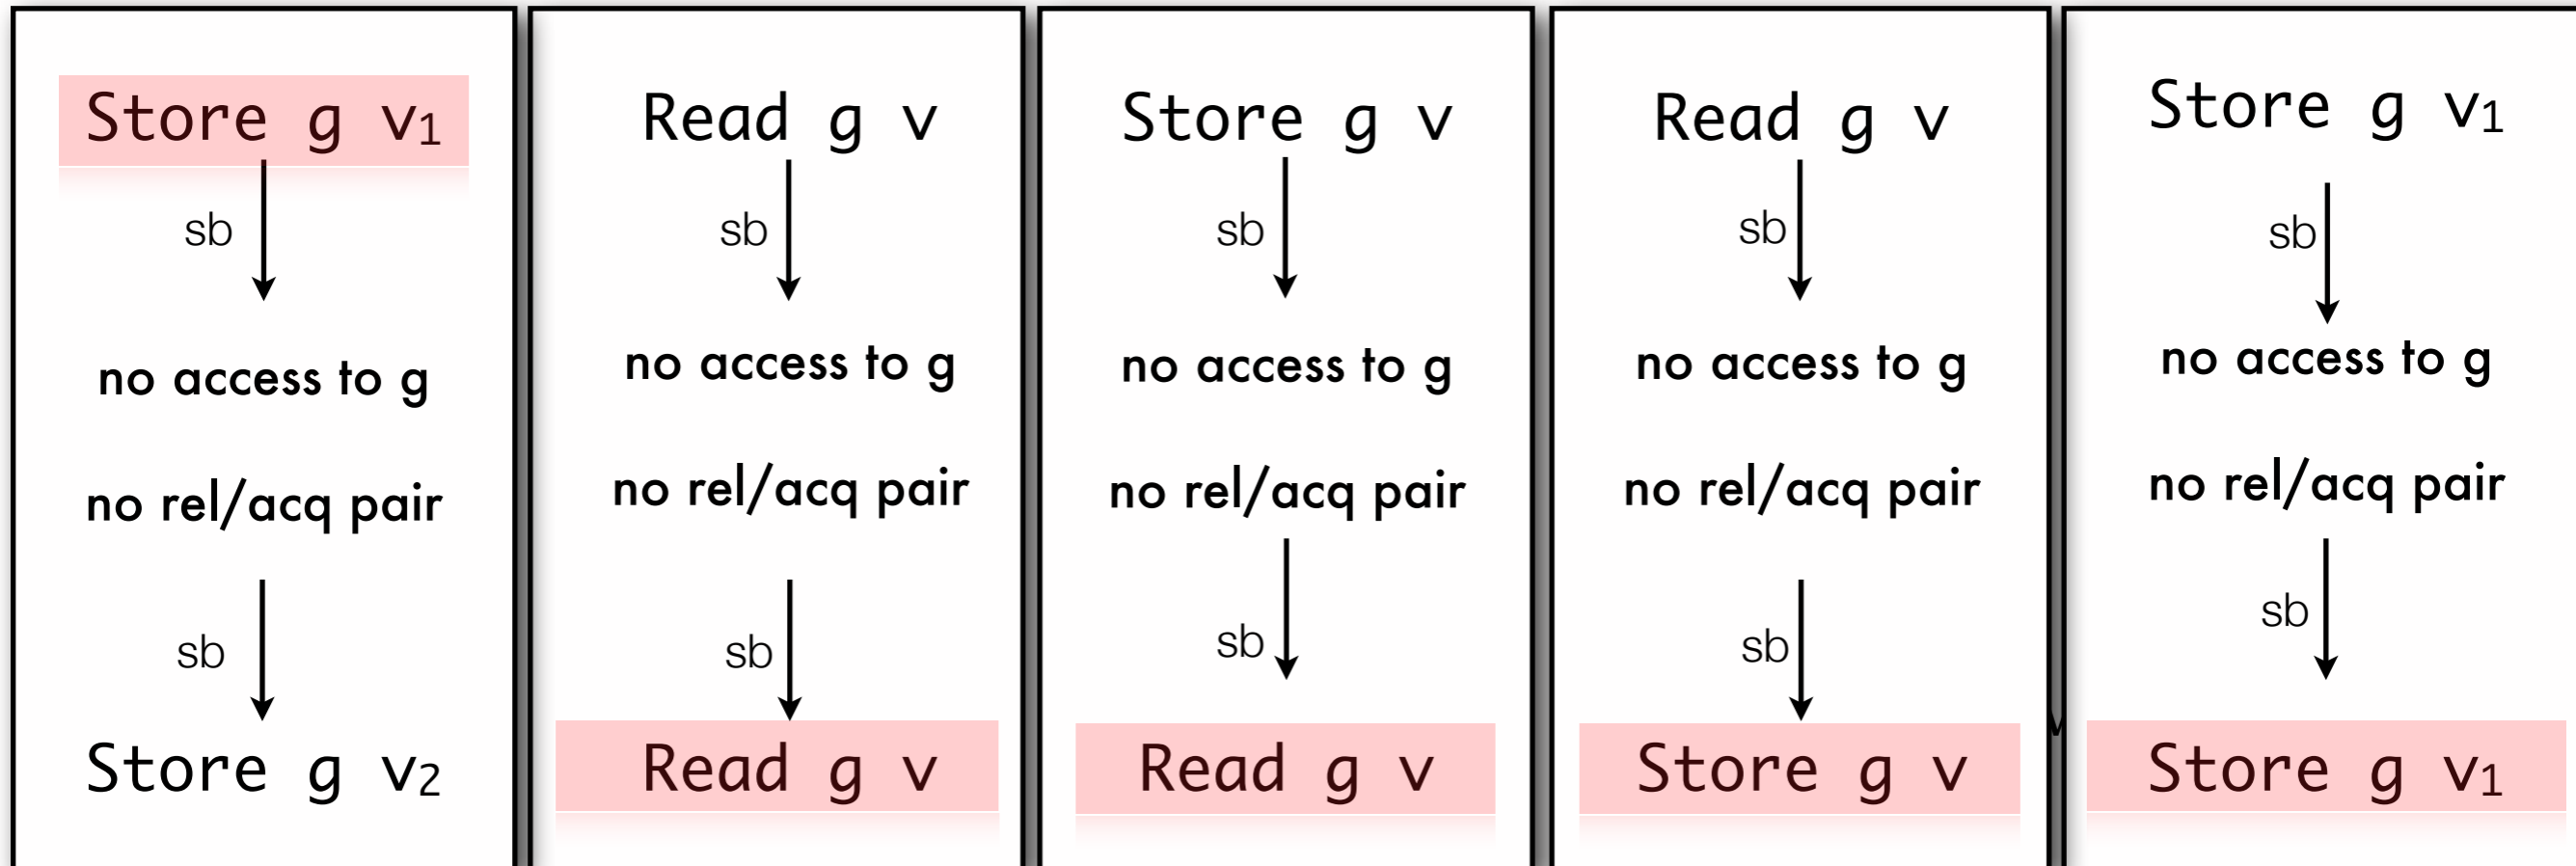 Store g v₁
sb
no access to g
no rel/acq pair
sb
Store g v₂
Read g v
sb
no access to g
no rel/acq pair
sb
Read g v
Store g v
sb
no access to g
no rel/acq pair
sb
Read g v
Read g v
sb
no access to g
no rel/acq pair
sb
Store g v
Store g v₁
sb
no access to g
no rel/acq pair
sb
Store g v₁